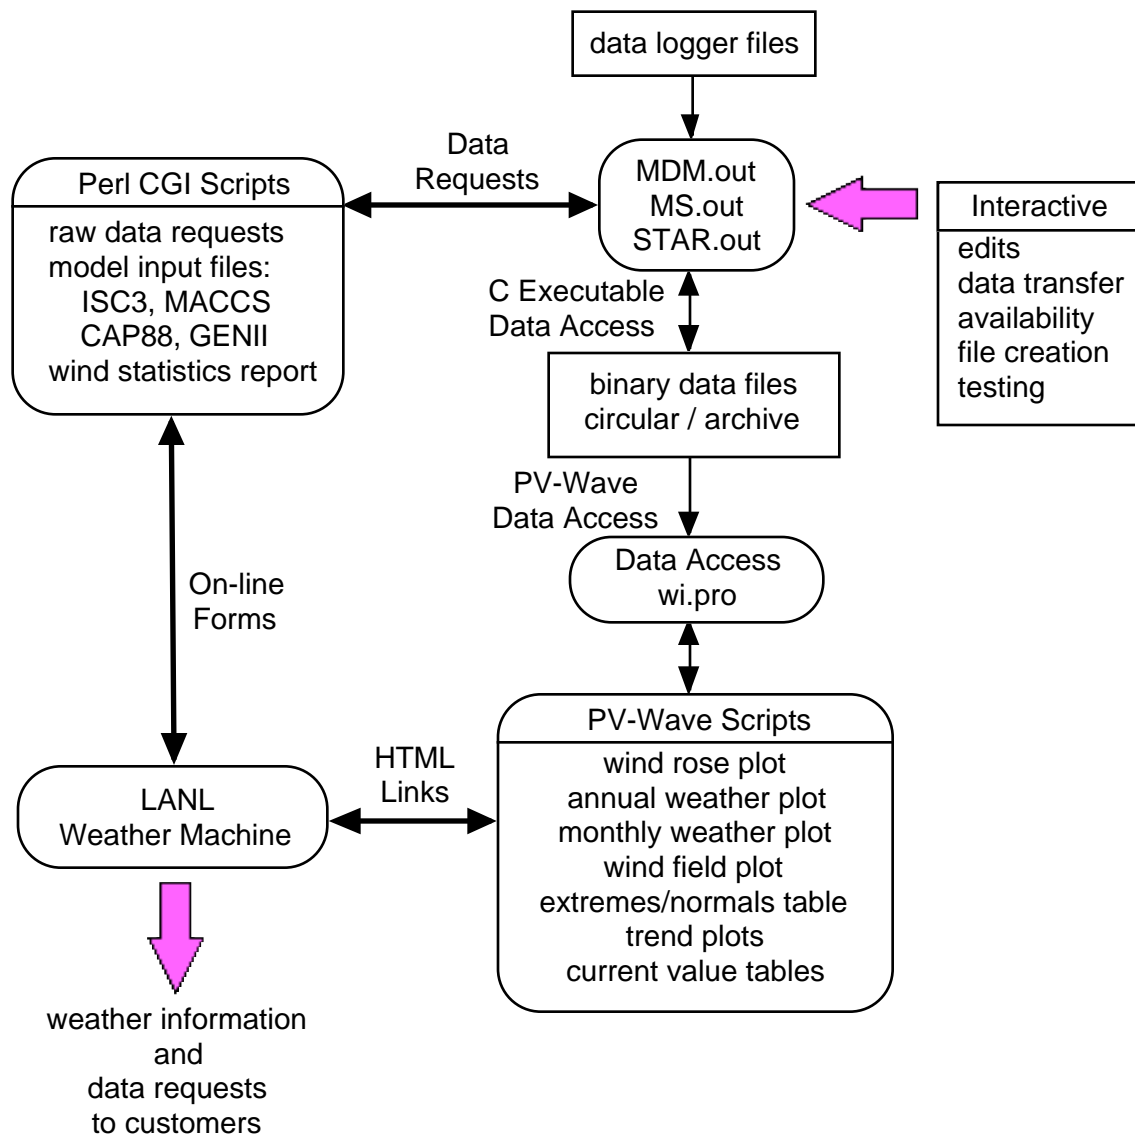 data logger files
Data
Requests
MDM.out
MS.out
STAR.out
Perl CGI Scripts
raw data requests
model input files:
ISC3, MACCS
CAP88, GENII
wind statistics report
Interactive
edits
data transfer
availability
file creation
testing
C Executable
Data Access
binary data files
circular / archive
PV-Wave
Data Access
Data Access
wi.pro
On-line
Forms
PV-Wave Scripts
wind rose plot
annual weather plot
monthly weather plot
wind field plot
extremes/normals table
trend plots
current value tables
HTML
Links
LANL
Weather Machine
weather information
and
data requests
to customers